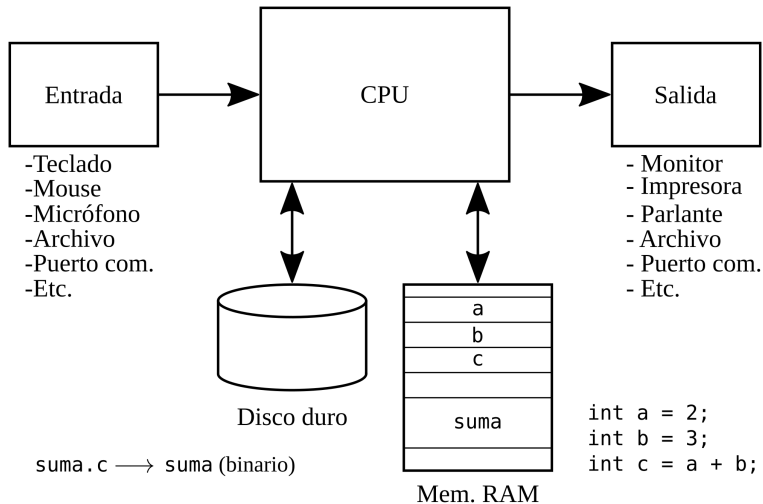 Entrada
CPU
Salida
-Teclado
-Mouse
-Micrófono
-Archivo
-Puerto com.
-Etc.
- Monitor
- Impresora
- Parlante
- Archivo
- Puerto com.
- Etc.
a
b
c
suma
Disco duro
int a = 2;
int b = 3;
int c = a + b;
suma.c ⟶ suma (binario)
Mem. RAM